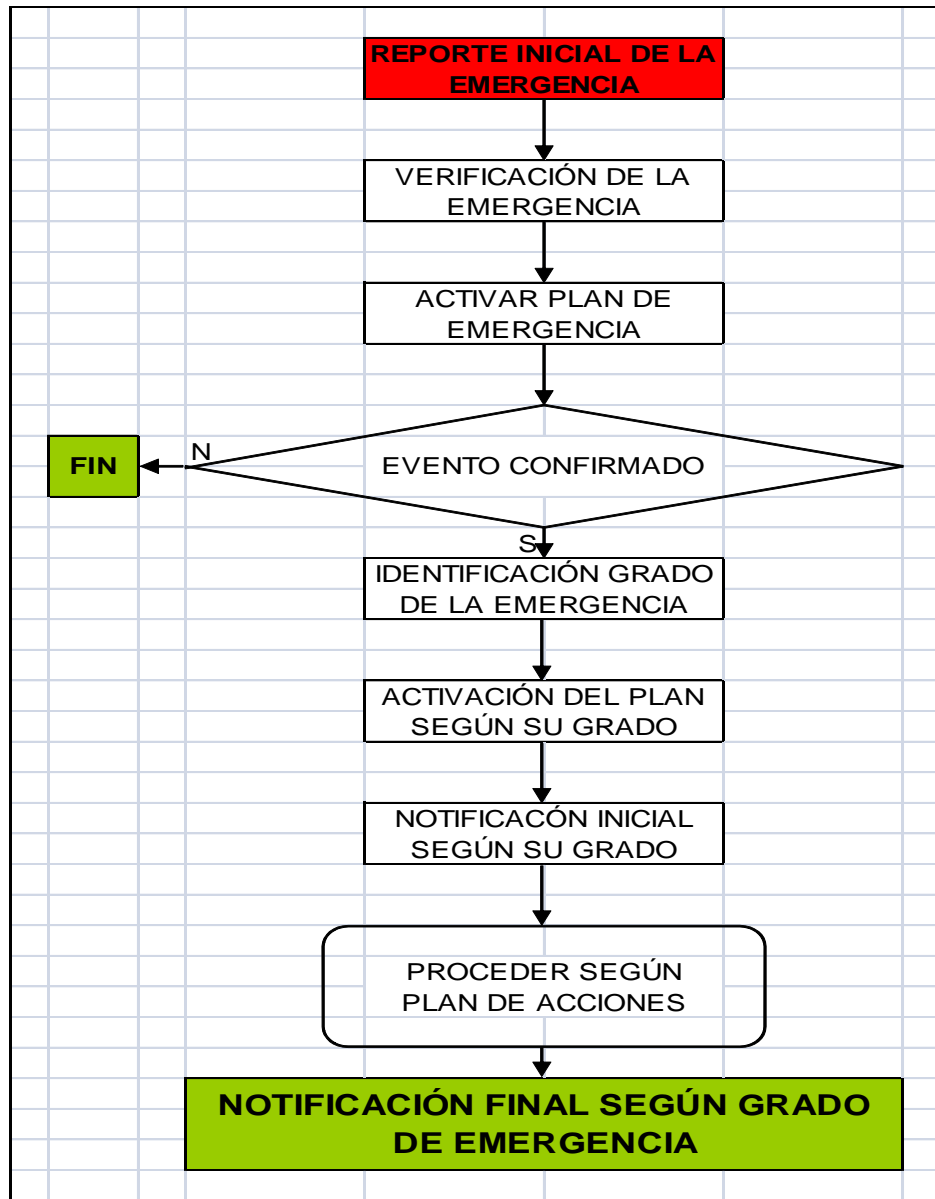 REPORTE INICIAL DE LA
EMERGENCIA
VERIFICACIÓN DE LA
EMERGENCIA
ACTIVAR PLAN DE
EMERGENCIA
FIN
N
EVENTO CONFIRMADO
S
IDENTIFICACIÓN GRADO
DE LA EMERGENCIA
ACTIVACIÓN DEL PLAN
SEGÚN SU GRADO
NOTIFICACÓN INICIAL
SEGÚN SU GRADO
PROCEDER SEGÚN
PLAN DE ACCIONES
NOTIFICACIÓN FINAL SEGÚN GRADO
DE EMERGENCIA